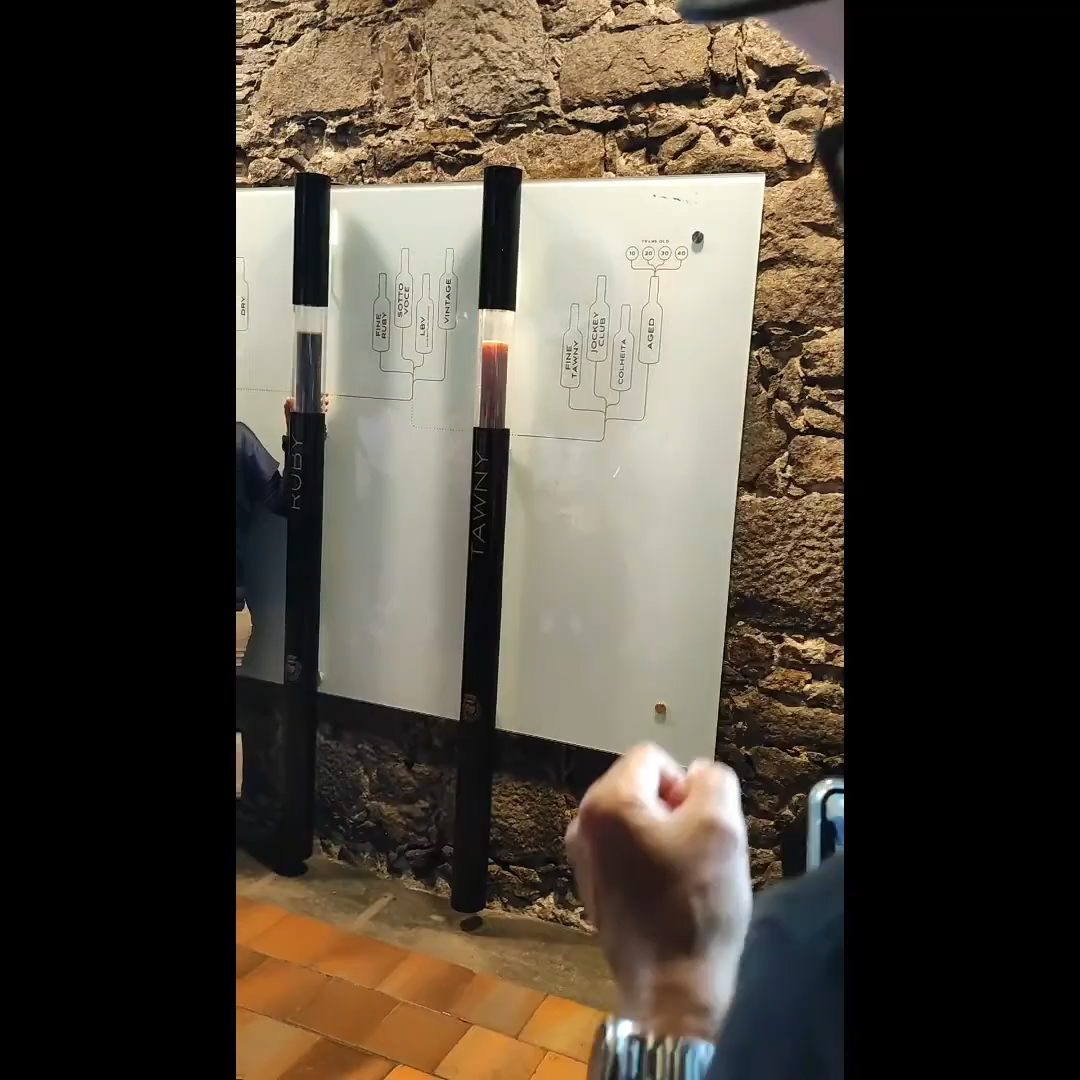 DRY
RUBY
FINE
RUBY
SOTTO
VOCE
LBV
VINTAGE
TAWNY
FINE
TAWNY
JOCKEY
CLUB
COLHEITA
AGED
YEARS OLD
10 20 30 40